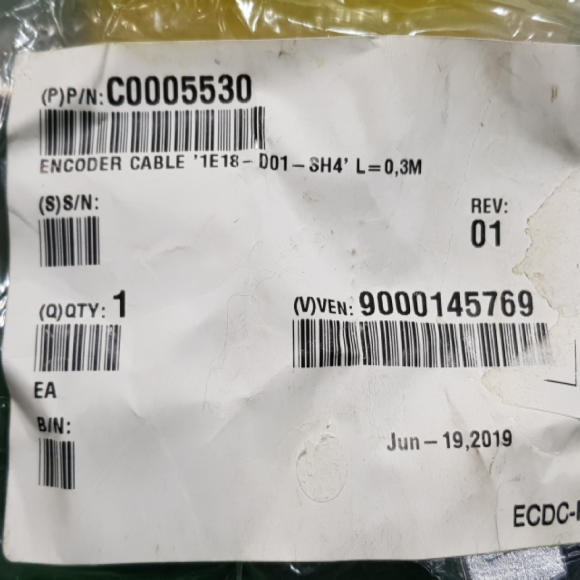 (P)P/N: C0005530
ENCODER CABLE '1E18-D01-SH4' L=0,3M
(S)S/N:
REV:
01
(Q)QTY: 1
(V)VEN: 9000145769
EA
B/N:
Jun-19,2019
ECDC-